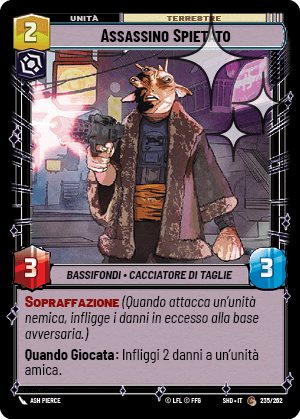 UNITÀ TERRESTRE
2
ASSASSINO SPIETATO
3
BASSIFONDI • CACCIATORE DI TAGLIE
3
SOPRAFFAZIONE (Quando attacca un'unità
nemica, infligge i danni in eccesso alla base
avversaria.)
Quando Giocata: Infliggi 2 danni a un'unità
amica.
ASH PIERCE © LFL © FFG SHD • IT C 235/262